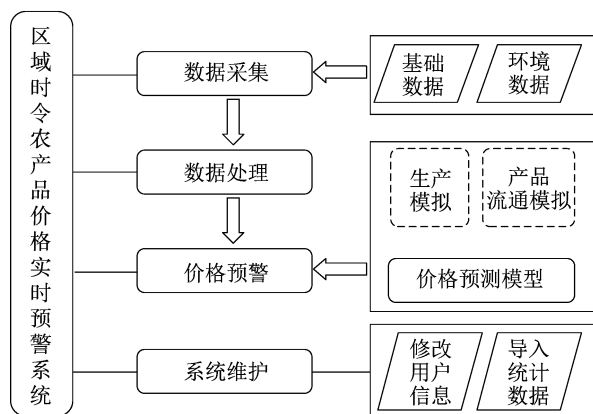 区域时令农产品价格实时预警系统
数据采集
基础
数据
环境
数据
数据处理
生产
模拟
产品
流通模拟
价格预警
价格预测模型
系统维护
修改
用户
信息
导入
统计
数据